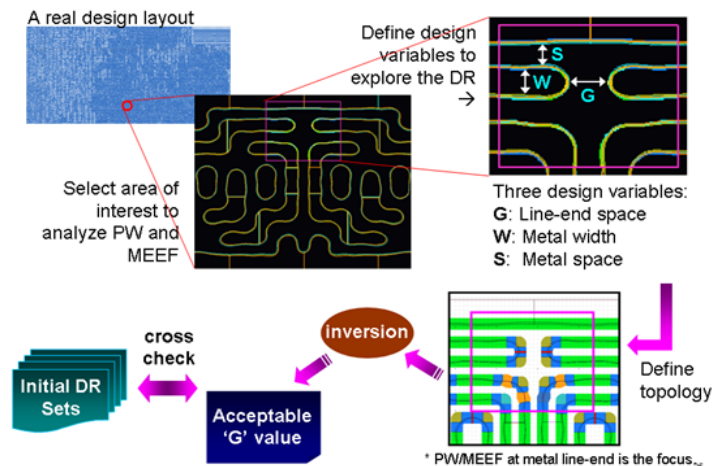 A real design layout
Define design
variables to
explore the DR
→
S
W
G
Select area of
interest to
analyze PW and
MEEF
Three design variables:
G: Line-end space
W: Metal width
S: Metal space
cross
check
inversion
Define
topology
Initial DR
Sets
Acceptable
'G' value
* PW/MEEF at metal line-end is the focus